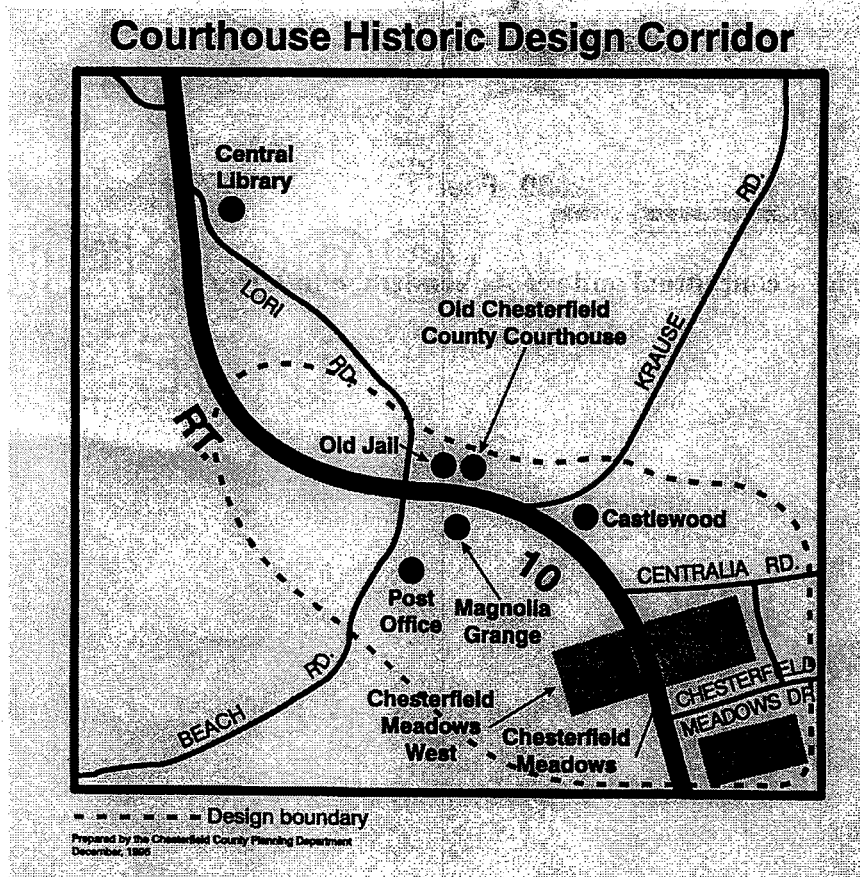 Courthouse Historic Design Corridor
Central
Library
LORI
RD.
Old Chesterfield
County Courthouse
KRAUSE
RD.
RT.
10
Old Jail
Castlewood
CENTRALIA RD.
Post
Office
Magnolia
Grange
BEACH
RD.
Chesterfield
Meadows
West
Chesterfield
Meadows
CHESTERFIELD
MEADOWS DR
Design boundary
Prepared by the Chesterfield County Planning Department